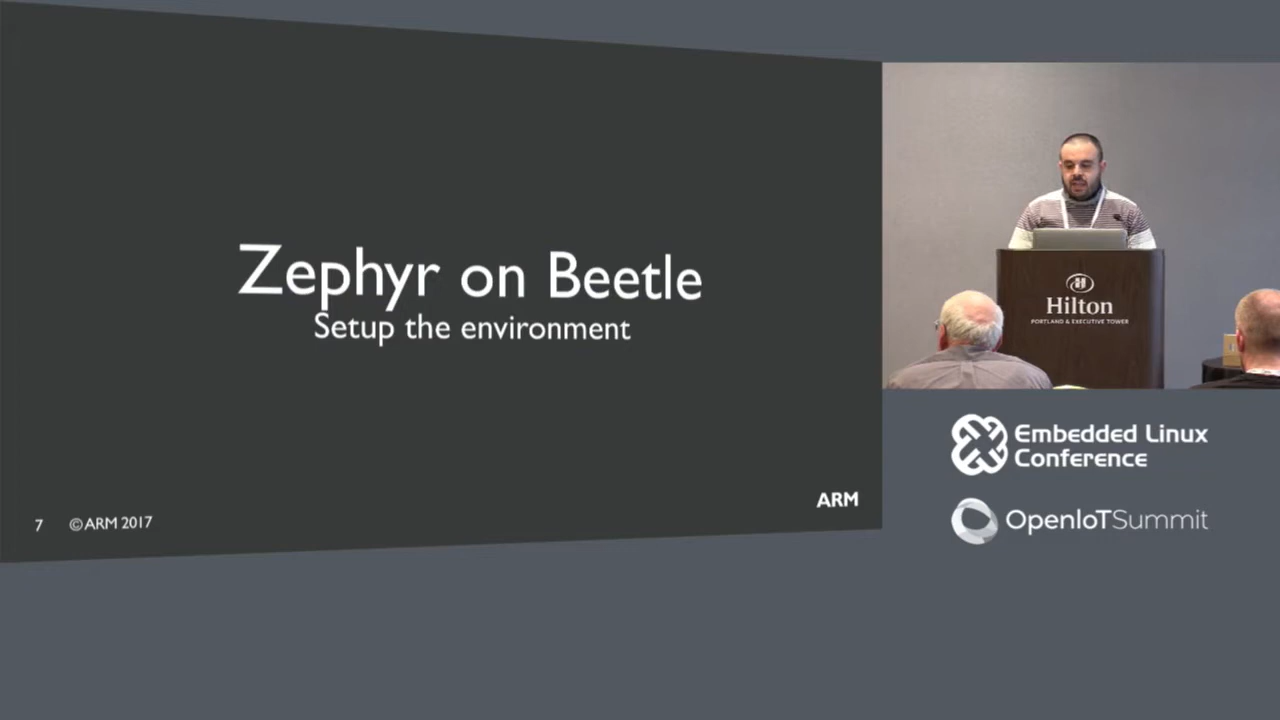 Zephyr on Beetle
Setup the environment
ARM
7 © ARM 2017
Hilton
PORTLAND & EXECUTIVE TOWER
Embedded Linux
Conference
OpenIoTSummit